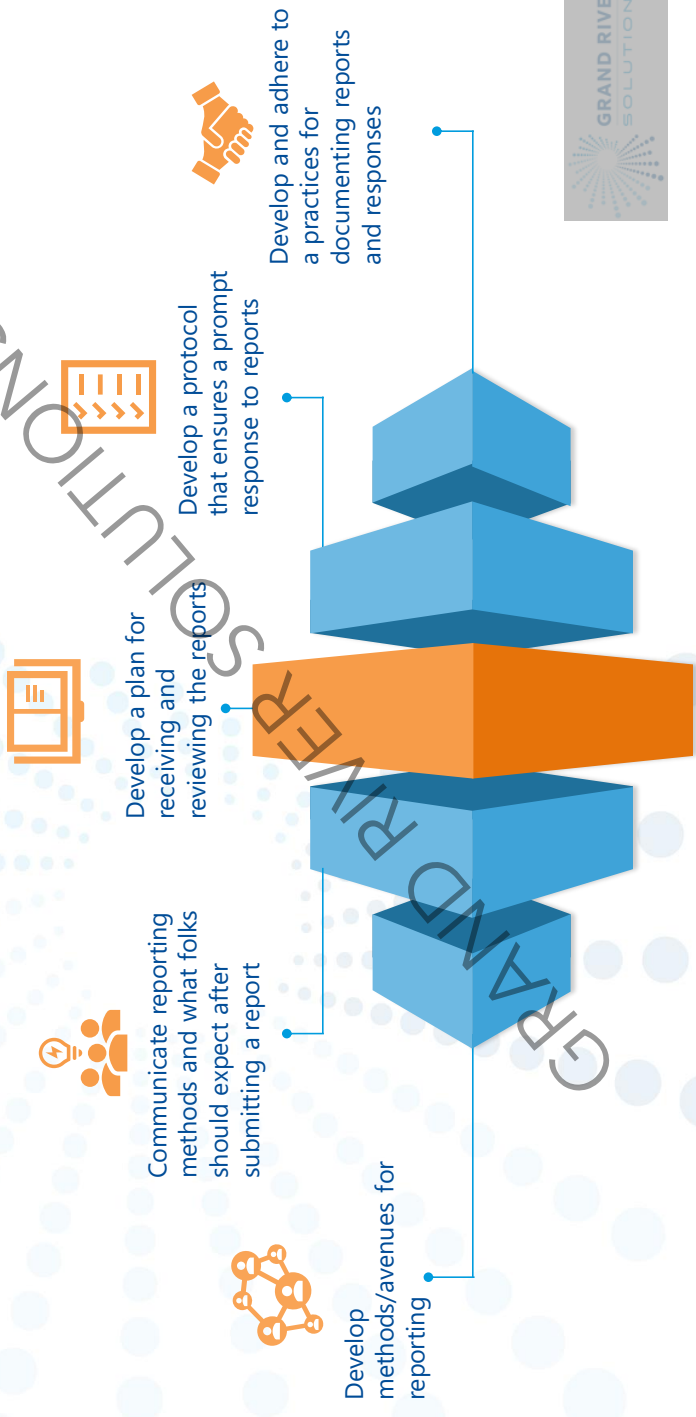 Develop
methods/avenues for
reporting
Communicate reporting
methods and what folks
should expect after
submitting a report
Develop a plan for
receiving and
reviewing the reports
Develop a protocol
that ensures a prompt
response to reports
Develop and adhere to
a practices for
documenting reports
and responses
GRAND RIVER SOLUTIONS
GRAND RIVE
SOLUTION